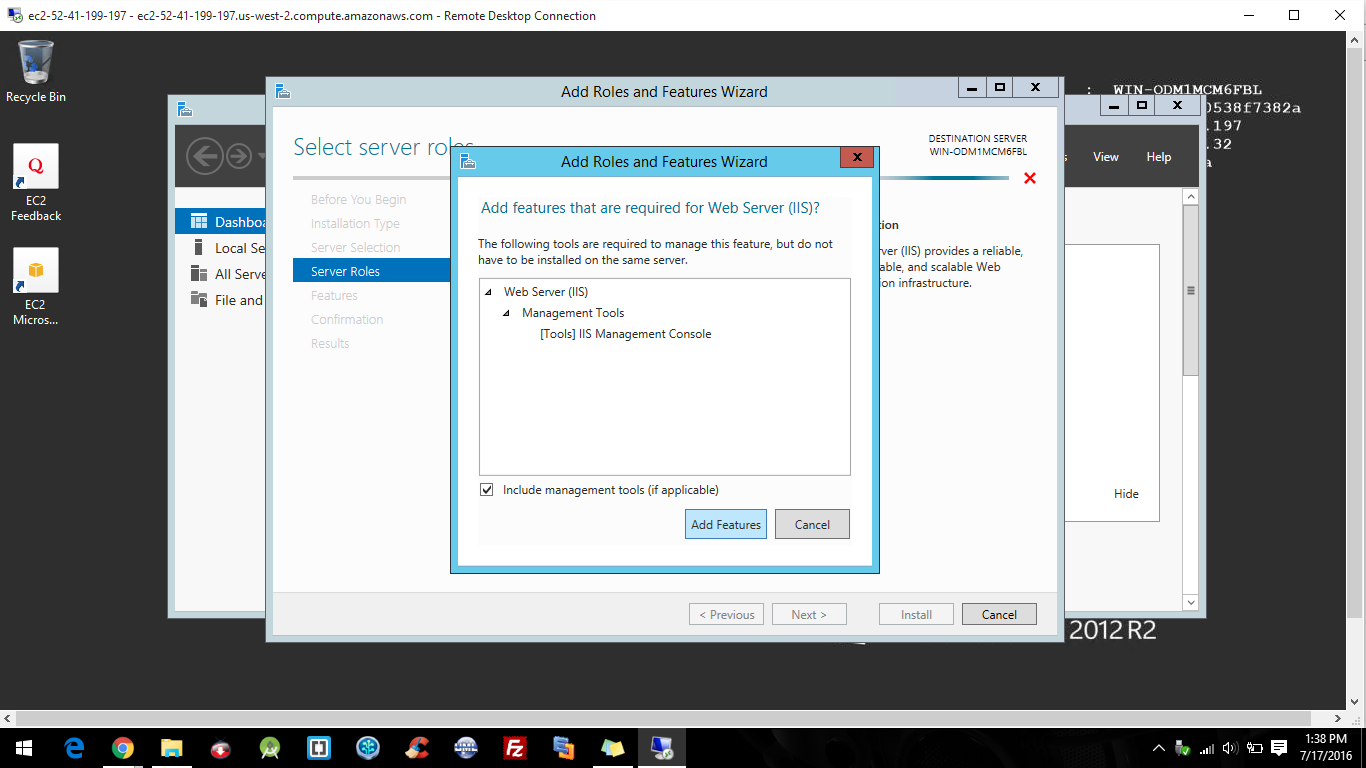 ec2-52-41-199-197 - ec2-52-41-199-197.us-west-2.compute.amazonaws.com - Remote Desktop Connection
Recycle Bin
EC2
Feedback
EC2
Micros...
: WIN-ODM1MCM6FBL
0538f7382a
.197
.32
a
Add Roles and Features Wizard
View
Help
Dashboa
Local Se
All Serve
File and
Hide
Select server roles
DESTINATION SERVER
WIN-ODM1MCM6FBL
Before You Begin
Installation Type
Server Selection
Server Roles
Features
Confirmation
Results
tion
ver (IIS) provides a reliable,
able, and scalable Web
ion infrastructure.
Add Roles and Features Wizard
Add features that are required for Web Server (IIS)?
The following tools are required to manage this feature, but do not
have to be installed on the same server.
Web Server (IIS)
Management Tools
[Tools] IIS Management Console
Include management tools (if applicable)
Add Features
Cancel
< Previous
Next >
Install
Cancel
2012 R2
1:38 PM
7/17/2016